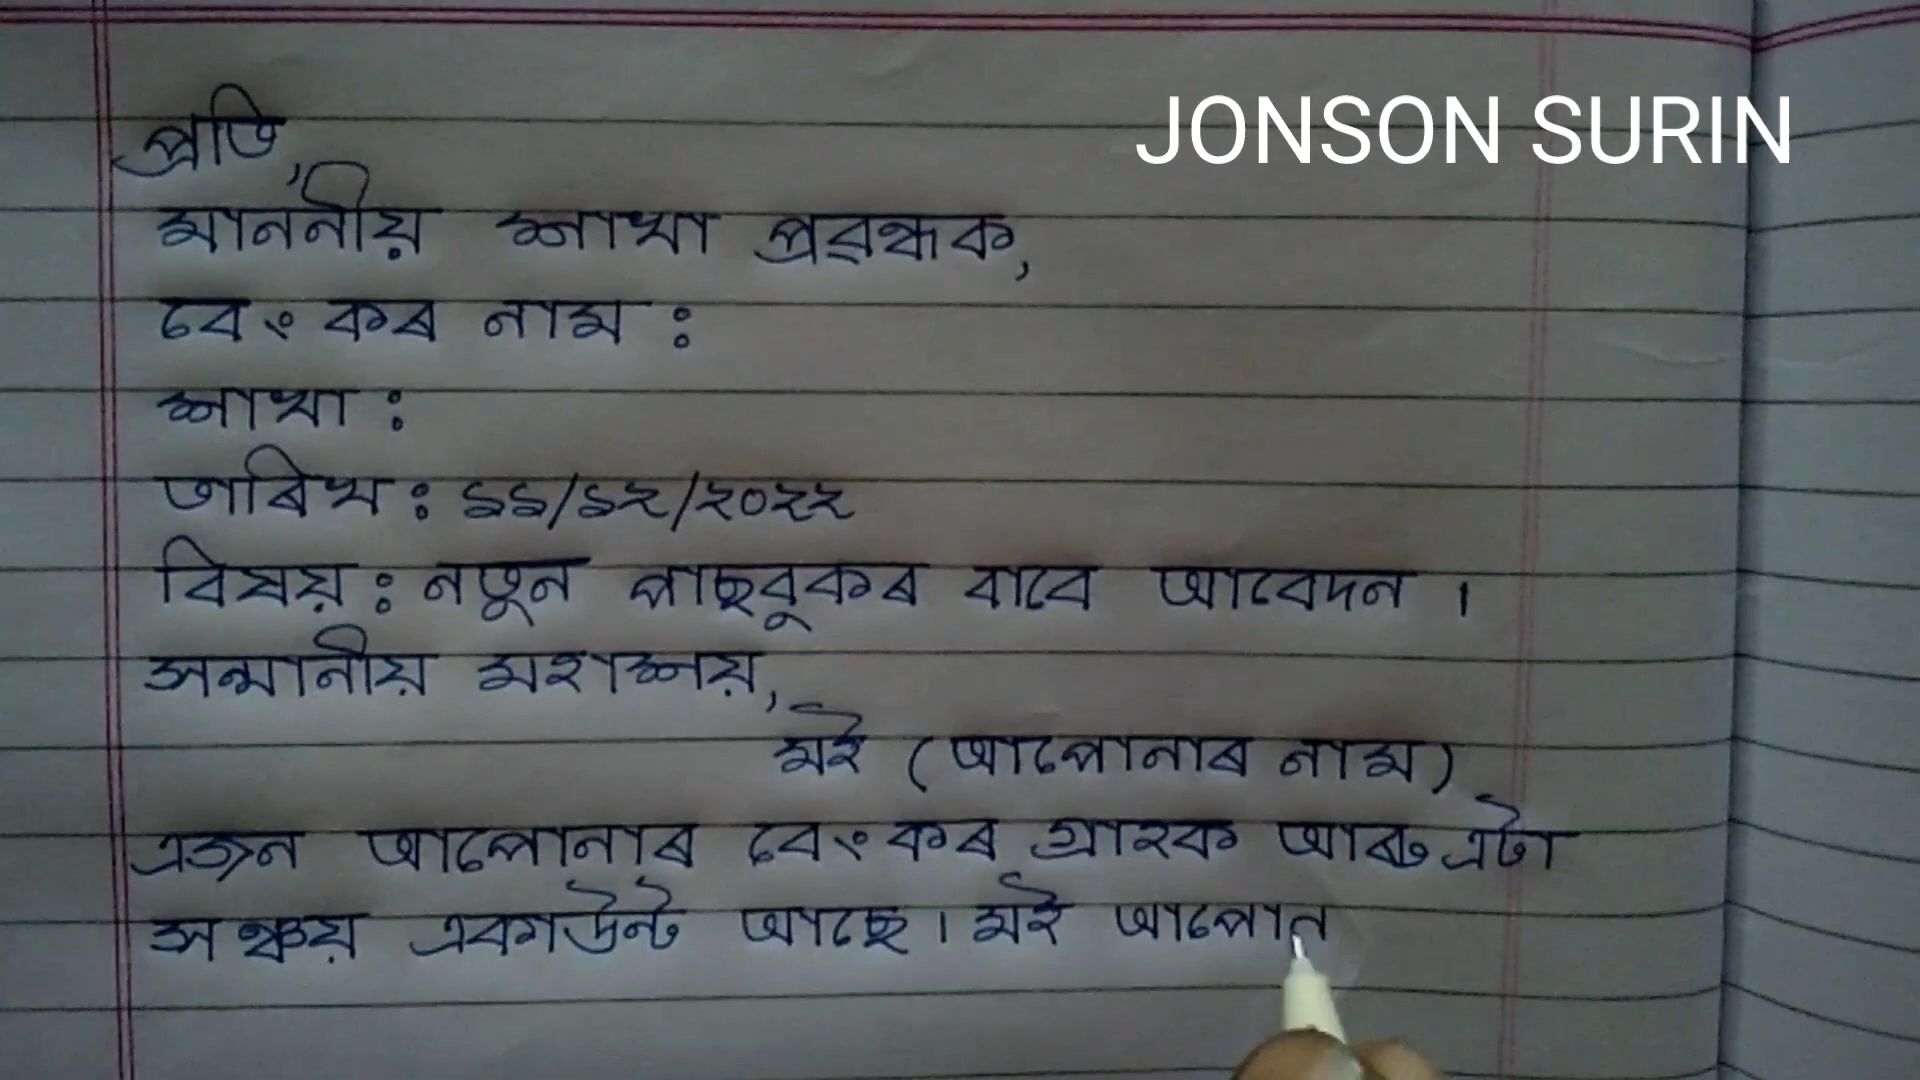 JONSON SURIN
প্ৰতি,
মাননীয় শাখা প্ৰৱন্ধক,
বেংকৰ নাম :
শাখা :
তাৰিখ : ১১/১২/২০২২
বিষয় : নতুন পাছবুকৰ বাবে আবেদন ।
সন্মানীয় মহাশয়,
মই (আপোনাৰ নাম)
এজন আপোনাৰ বেংকৰ গ্ৰাহক আৰু এটা
সঞ্চয় একাউন্ট আছে । মই আপোন